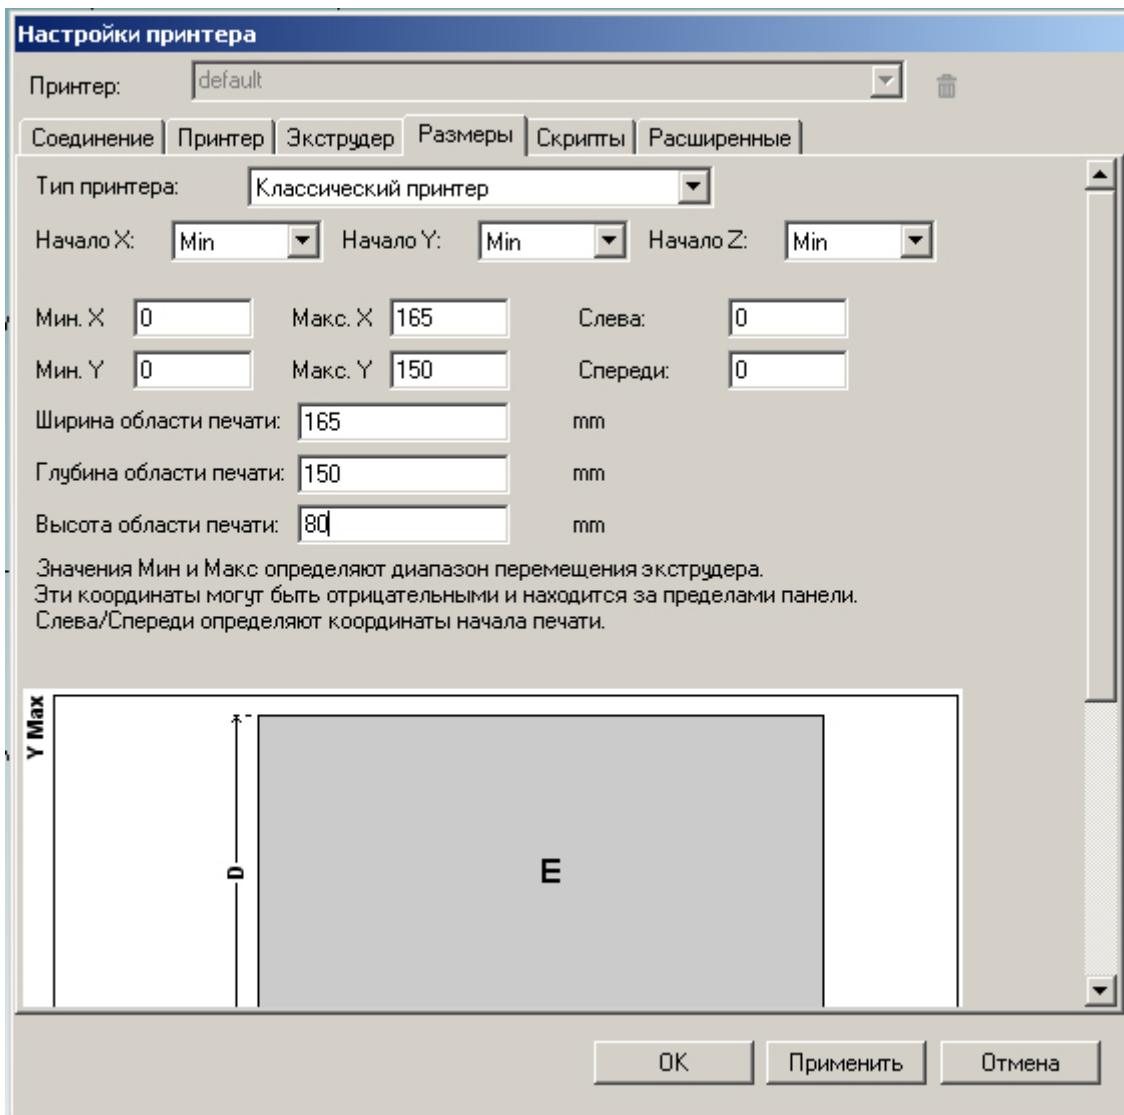 Настройки принтера
Принтер: default
Соединение Принтер Экструдер Размеры Скрипты Расширенные
Тип принтера: Классический принтер
Начало X: Min Начало Y: Min Начало Z: Min
Мин. X 0 Макс. X 165 Слева: 0
Мин. Y 0 Макс. Y 150 Спереди: 0
Ширина области печати: 165 mm
Глубина области печати: 150 mm
Высота области печати: 80 mm
Значения Мин и Макс определяют диапазон перемещения экструдера.
Эти координаты могут быть отрицательными и находится за пределами панели.
Слева/Спереди определяют координаты начала печати.
Y Max
D
E
OK Применить Отмена